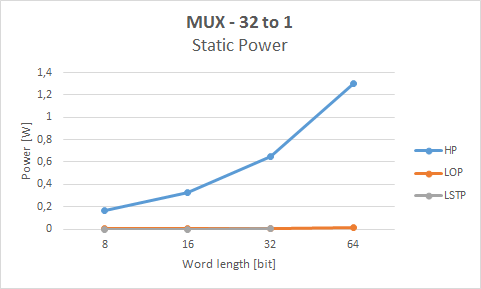 MUX - 32 to 1
Static Power
1,4
1,2
1
0,8
0,6
0,4
0,2
0
Power [W]
8 16 32 64
Word length [bit]
HP
LOP
LSTP